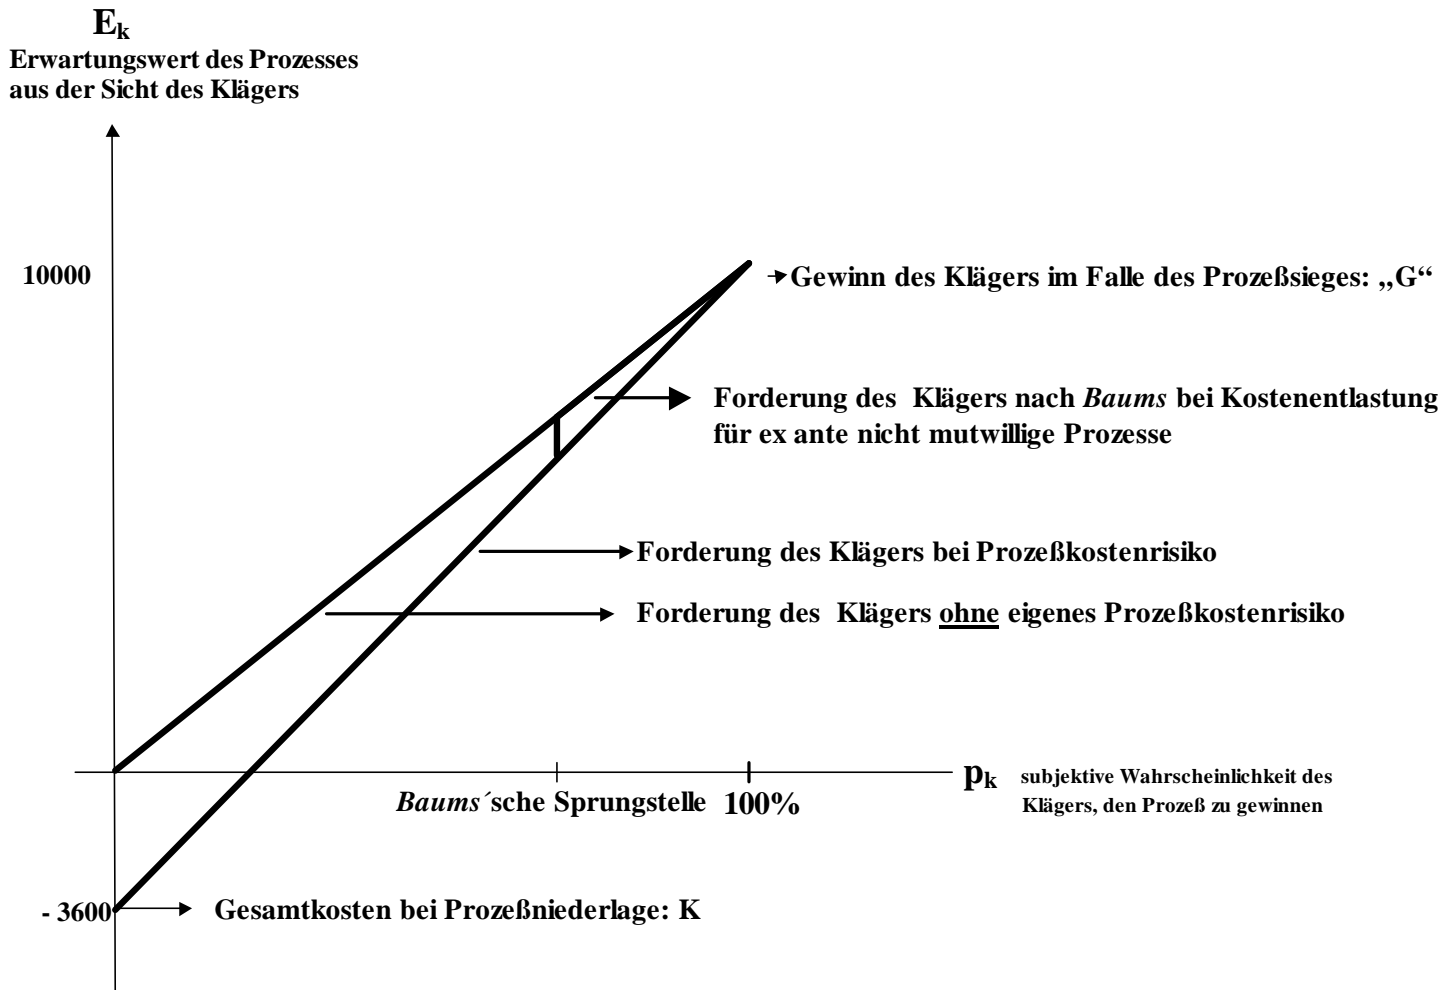 Ek
Erwartungswert des Prozesses
aus der Sicht des Klägers
10000
Gewinn des Klägers im Falle des Prozeßsieges: „G“
Forderung des Klägers nach Baums bei Kostenentlastung
für ex ante nicht mutwillige Prozesse
Forderung des Klägers bei Prozeßkostenrisiko
Forderung des Klägers ohne eigenes Prozeßkostenrisiko
pk subjektive Wahrscheinlichkeit des
Klägers, den Prozeß zu gewinnen
Baums´sche Sprungstelle 100%
- 3600
Gesamtkosten bei Prozeßniederlage: K